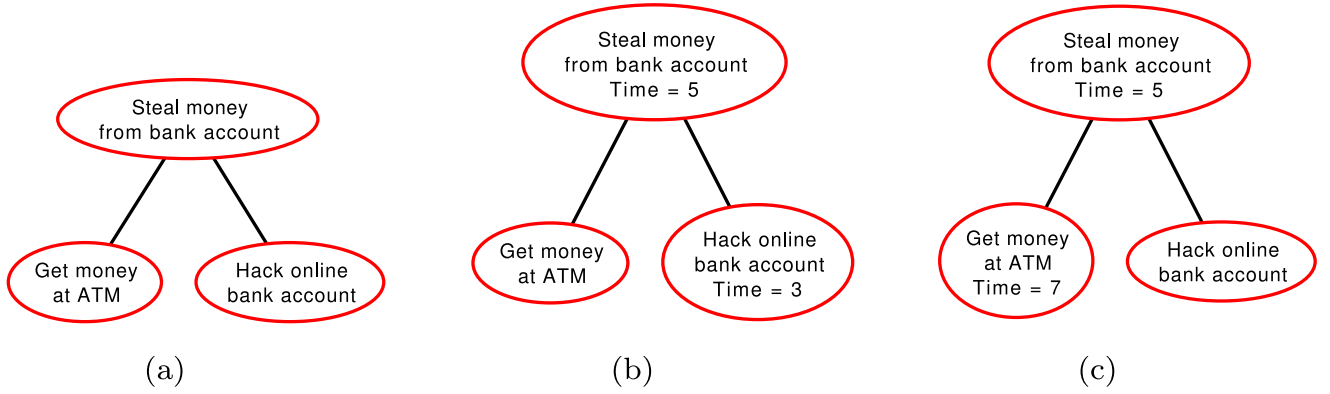 Steal money
from bank account
Get money
at ATM
Hack online
bank account
(a)
Steal money
from bank account
Time = 5
Get money
at ATM
Hack online
bank account
Time = 3
(b)
Steal money
from bank account
Time = 5
Get money
at ATM
Time = 7
Hack online
bank account
(c)